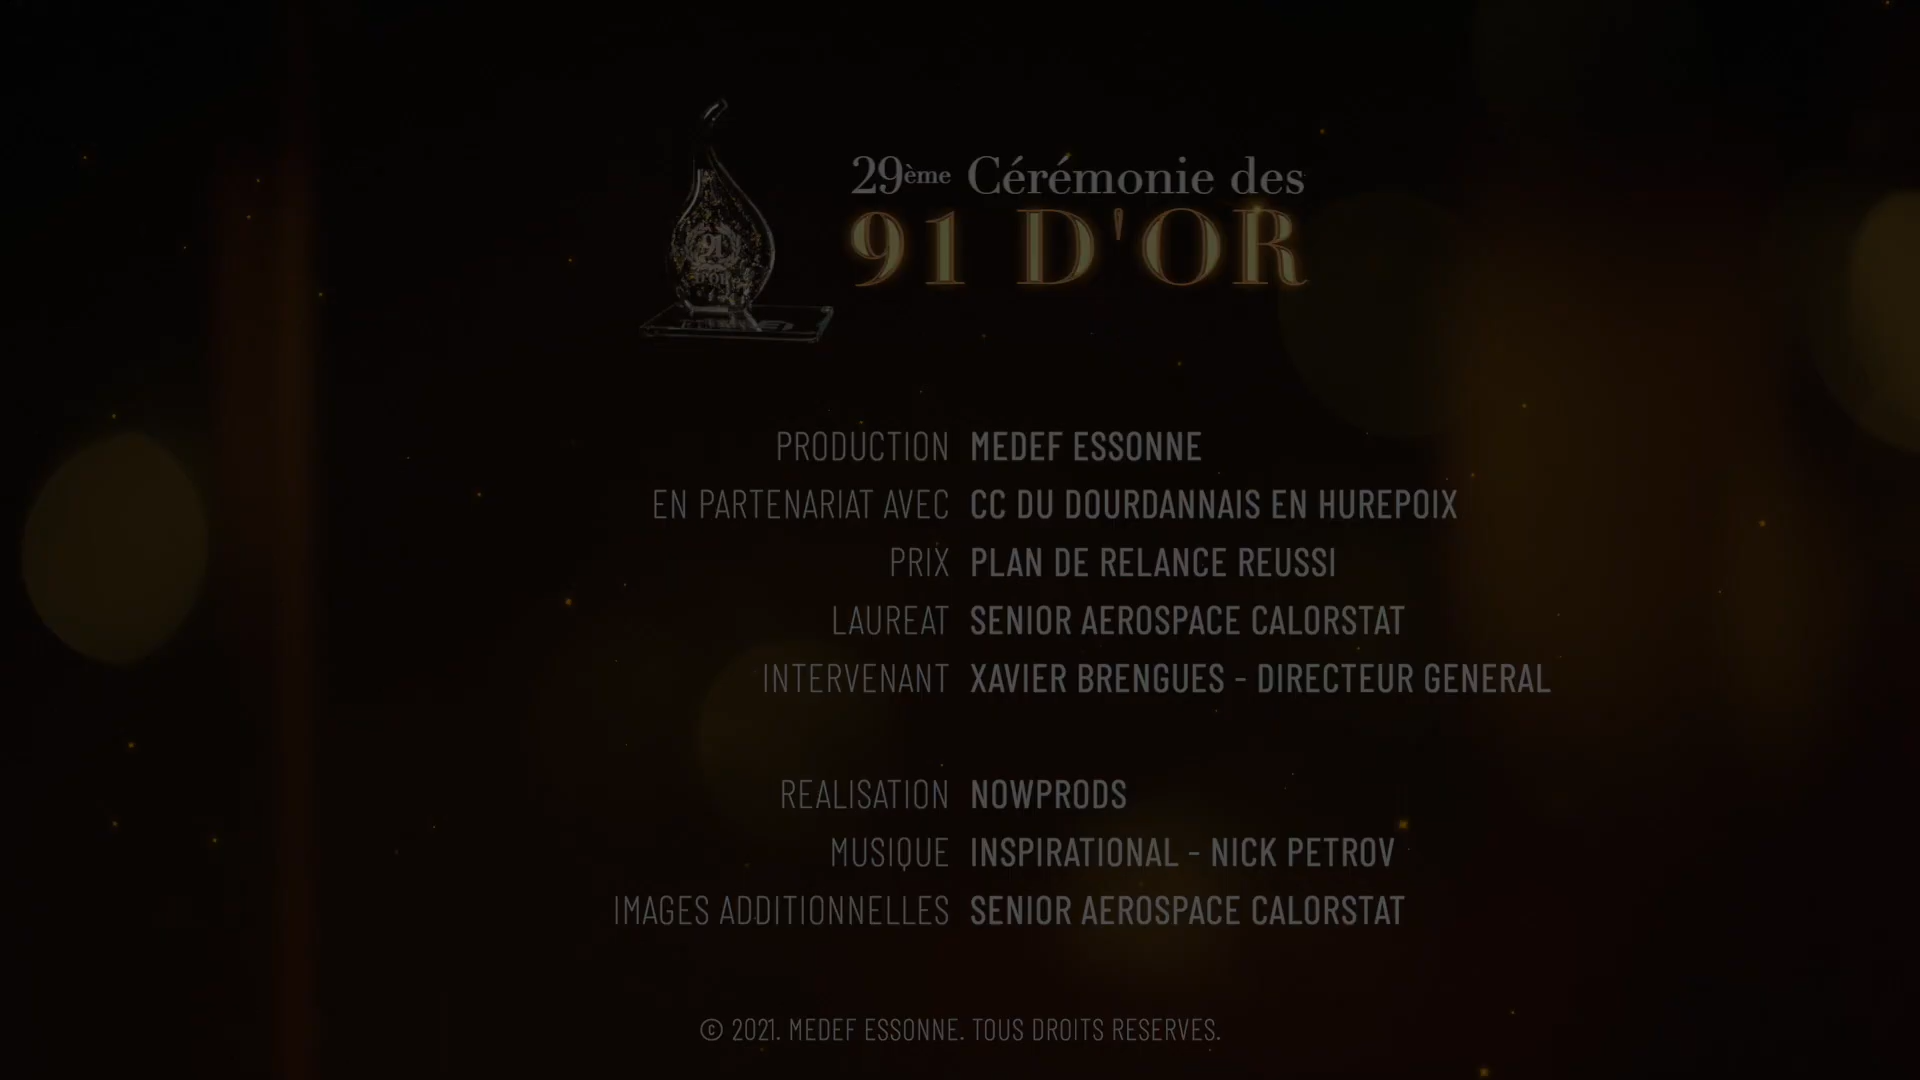 29ème Cérémonie des
91 D'OR
PRODUCTION MEDEF ESSONNE
EN PARTENARIAT AVEC CC DU DOURDANNAIS EN HUREPOIX
PRIX PLAN DE RELANCE REUSSI
LAUREAT SENIOR AEROSPACE CALORSTAT
INTERVENANT XAVIER BRENGUES - DIRECTEUR GENERAL
REALISATION NOWPRODS
MUSIQUE INSPIRATIONAL - NICK PETROV
IMAGES ADDITIONNELLES SENIOR AEROSPACE CALORSTAT
© 2021. MEDEF ESSONNE. TOUS DROITS RESERVES.